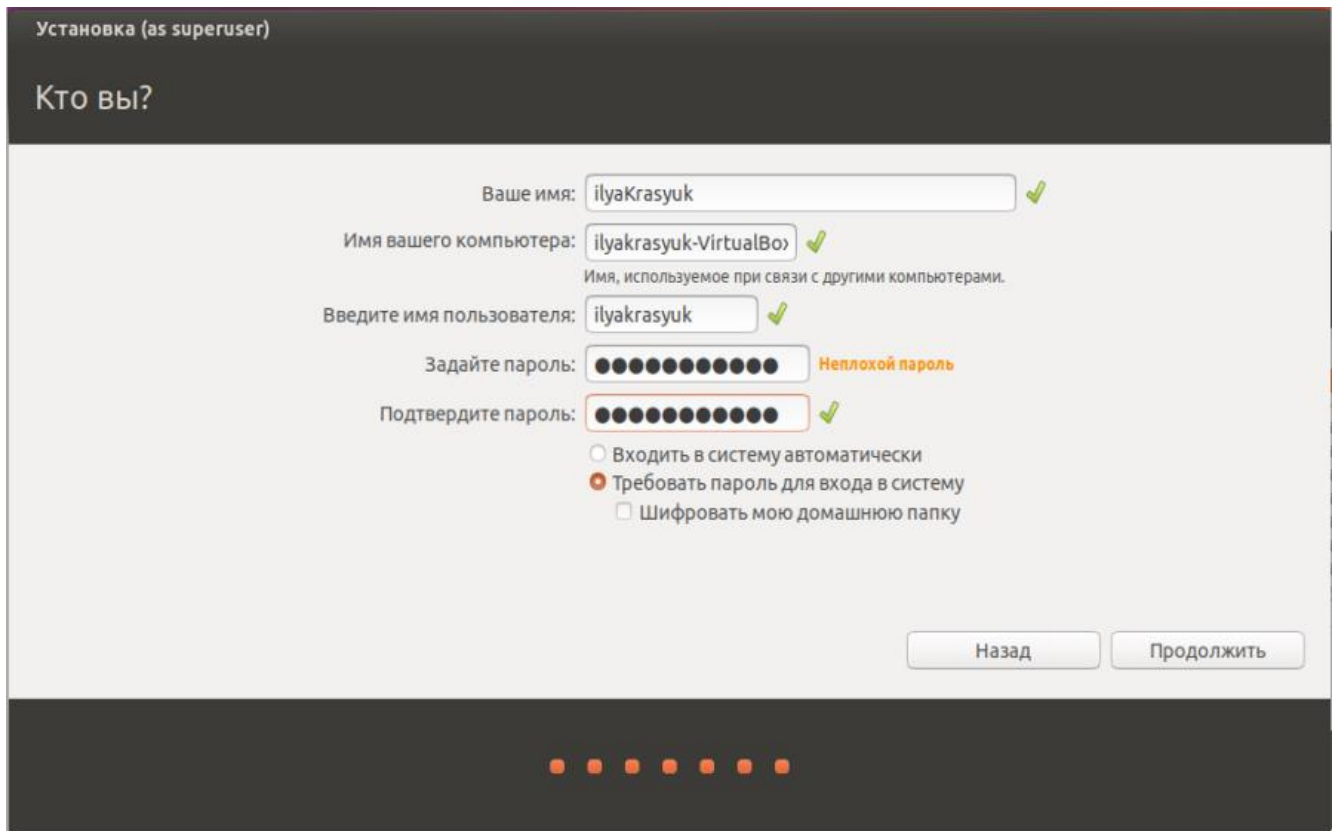 Установка (as superuser)
Кто вы?
Ваше имя: ilyaKrasyuk
Имя вашего компьютера: ilyakrasyuk-VirtualBox
Имя, используемое при связи с другими компьютерами.
Введите имя пользователя: ilyakrasyuk
Задайте пароль: ●●●●●●●●●●● Неплохой пароль
Подтвердите пароль: ●●●●●●●●●●●
Входить в систему автоматически
Требовать пароль для входа в систему
Шифровать мою домашнюю папку
Назад Продолжить